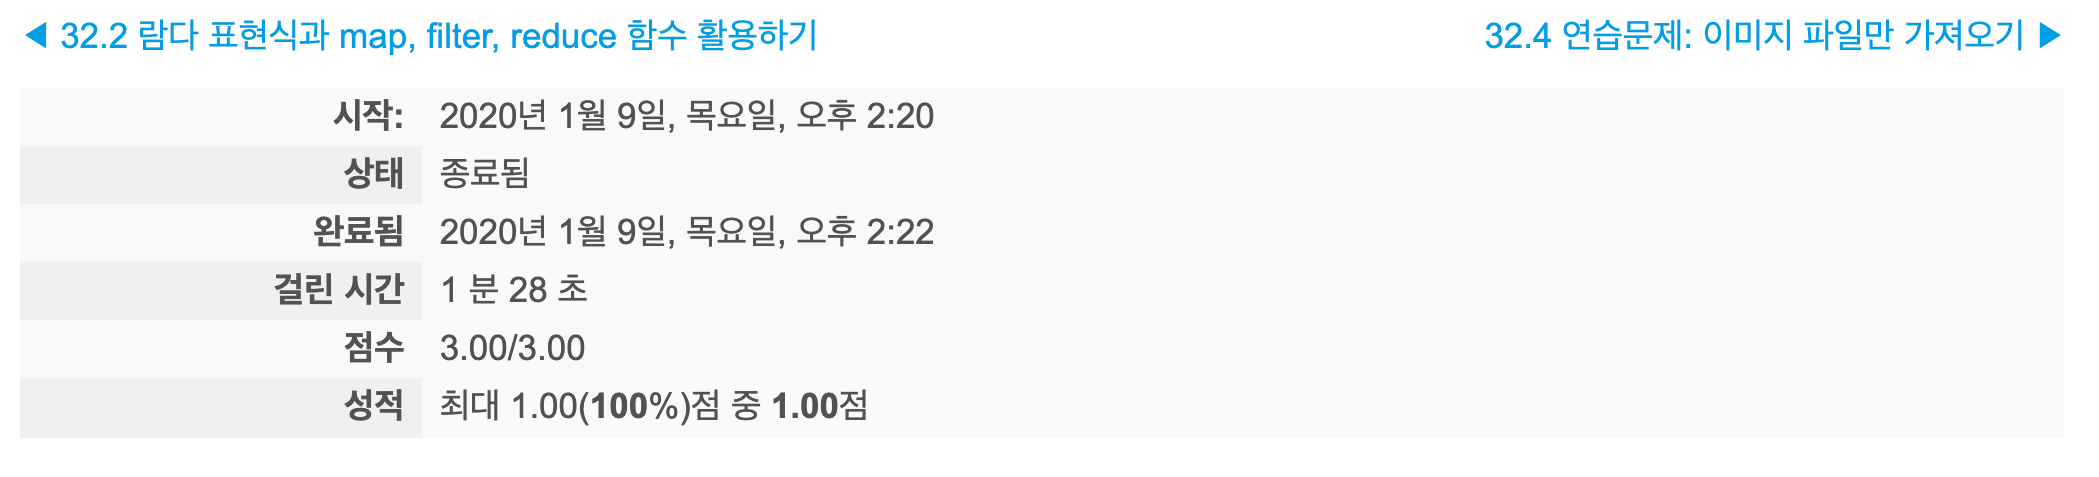 ◀ 32.2 람다 표현식과 map, filter, reduce 함수 활용하기
32.4 연습문제: 이미지 파일만 가져오기 ▶
시작: 2020년 1월 9일, 목요일, 오후 2:20
상태 종료됨
완료됨 2020년 1월 9일, 목요일, 오후 2:22
걸린 시간 1 분 28 초
점수 3.00/3.00
성적 최대 1.00(100%)점 중 1.00점